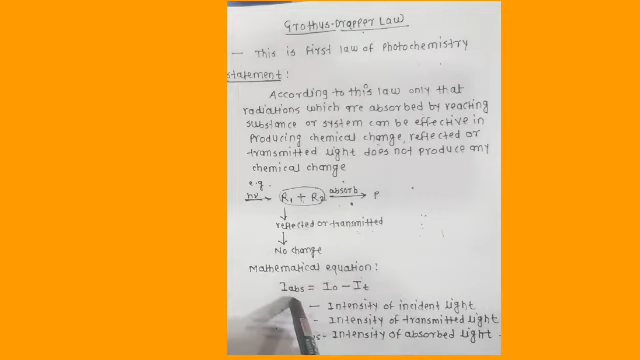 Grothus-Drapper Law
— This is first law of Photochemistry
statement:
According to this law only that
radiations which are absorbed by reacting
substance or system can be effective in
producing chemical change, reflected or
transmitted light does not produce any
chemical change
e.g.
hν R1 + R2 absorb P
reflected or transmitted
No change
Mathematical equation:
Iabs = Io - It
- Intensity of incident light
- Intensity of transmitted light
- Intensity of absorbed light.